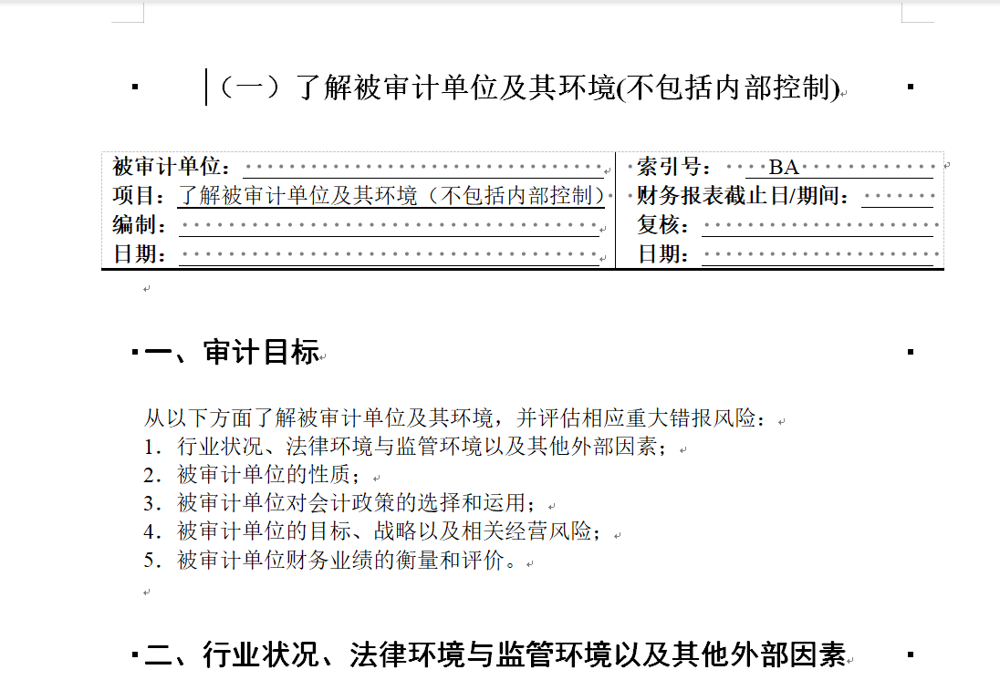 （一）了解被审计单位及其环境(不包括内部控制)
被审计单位： 索引号： BA
项目：了解被审计单位及其环境（不包括内部控制） 财务报表截止日/期间：
编制： 复核：
日期： 日期：
一、审计目标
从以下方面了解被审计单位及其环境，并评估相应重大错报风险：
1．行业状况、法律环境与监管环境以及其他外部因素；
2．被审计单位的性质；
3．被审计单位对会计政策的选择和运用；
4．被审计单位的目标、战略以及相关经营风险；
5．被审计单位财务业绩的衡量和评价。
二、行业状况、法律环境与监管环境以及其他外部因素